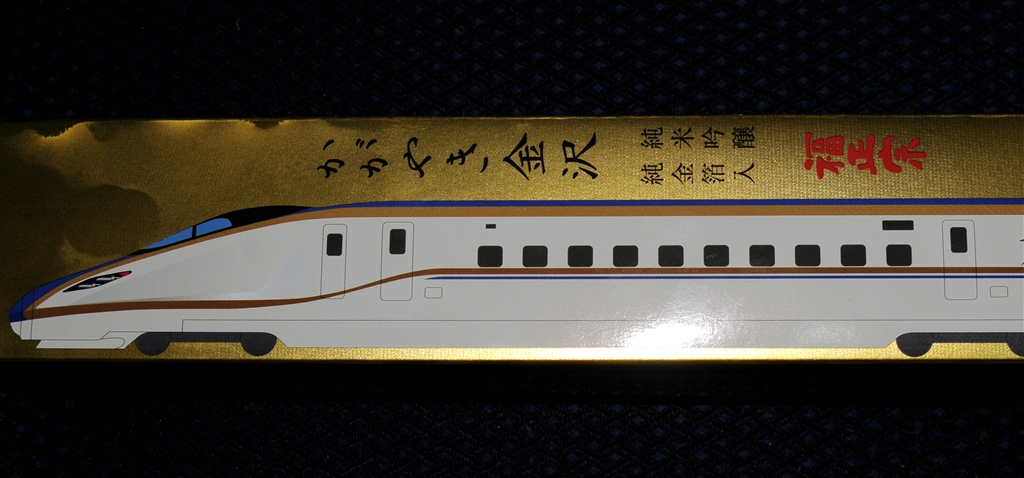 かがやき金沢
純米吟醸
純金箔入
福正宗